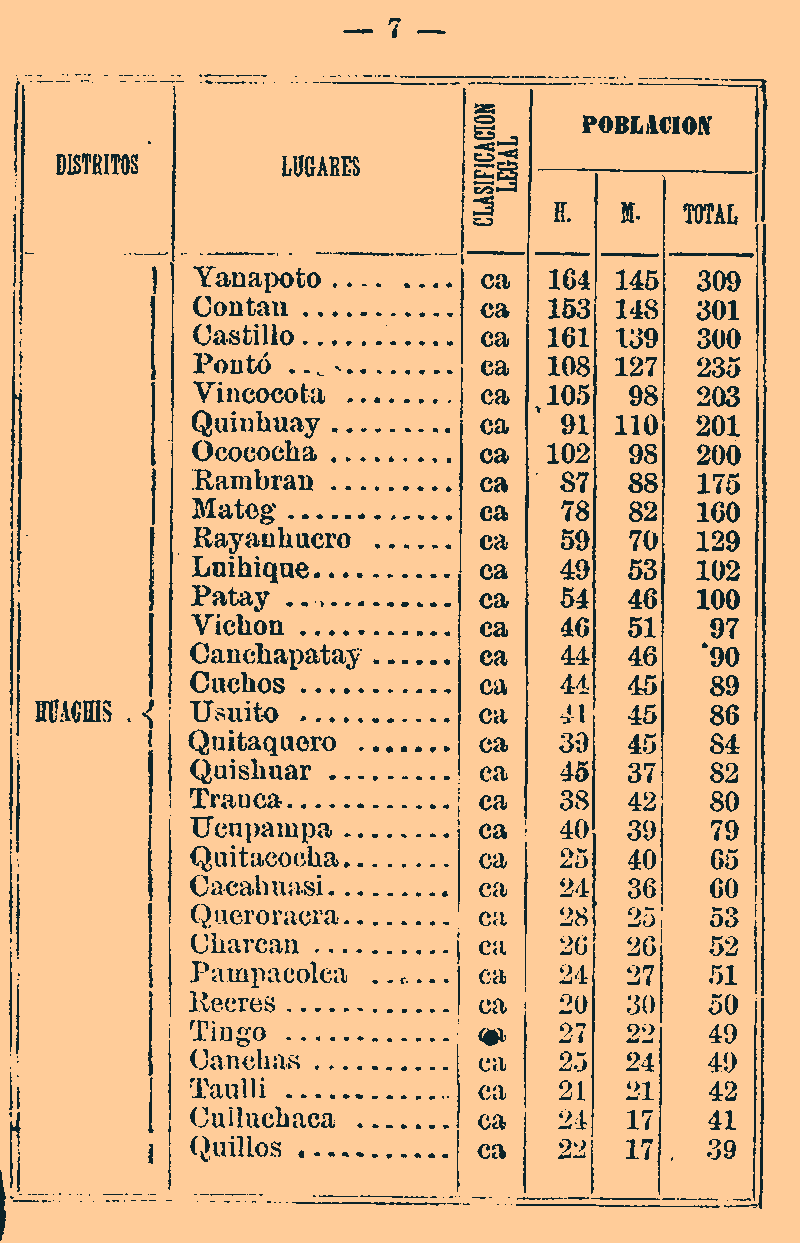 — 7 —
DISTRITOS LUGARES CLASIFICACION LEGAL POBLACION
H. M. TOTAL
Yanapoto .... .... ca 164 145 309
Contan ........... ca 153 148 301
Castillo ........... ca 161 139 300
Pontó ............ ca 108 127 235
Vincocota ........ ca 105 98 203
Quinhuay ......... ca 91 110 201
Ocococha ......... ca 102 98 200
Rambran ......... ca 87 88 175
Mateg ............ ca 78 82 160
Rayanhucro ...... ca 59 70 129
Luihique.......... ca 49 53 102
Patay ............ ca 54 46 100
Vichon ........... ca 46 51 97
Canchapatay ...... ca 44 46 90
Cuchos ........... ca 44 45 89
HUACHIS . Usuito ........... ca 41 45 86
Quitaquero ....... ca 39 45 84
Quishuar ......... ca 45 37 82
Tranca............ ca 38 42 80
Ucupampa ........ ca 40 39 79
Quitacocha........ ca 25 40 65
Cacahuasi......... ca 24 36 60
Queroracra........ ca 28 25 53
Charcan .......... ca 26 26 52
Pampacolca ...... ca 24 27 51
Recres ............ ca 20 30 50
Tingo ............ ca 27 22 49
Canchas .......... ca 25 24 49
Taulli ............ ca 21 21 42
Culluchaca ....... ca 24 17 41
Quillos ........... ca 22 17 39